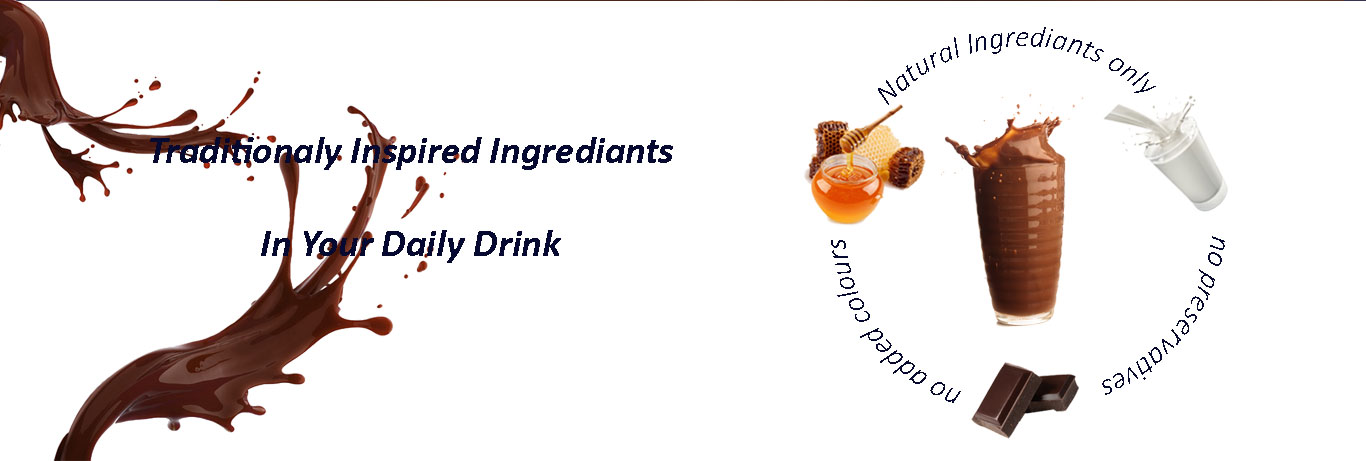 Traditionaly Inspired Ingrediants
In Your Daily Drink
Natural Ingrediants only
no preservatives
no added colours